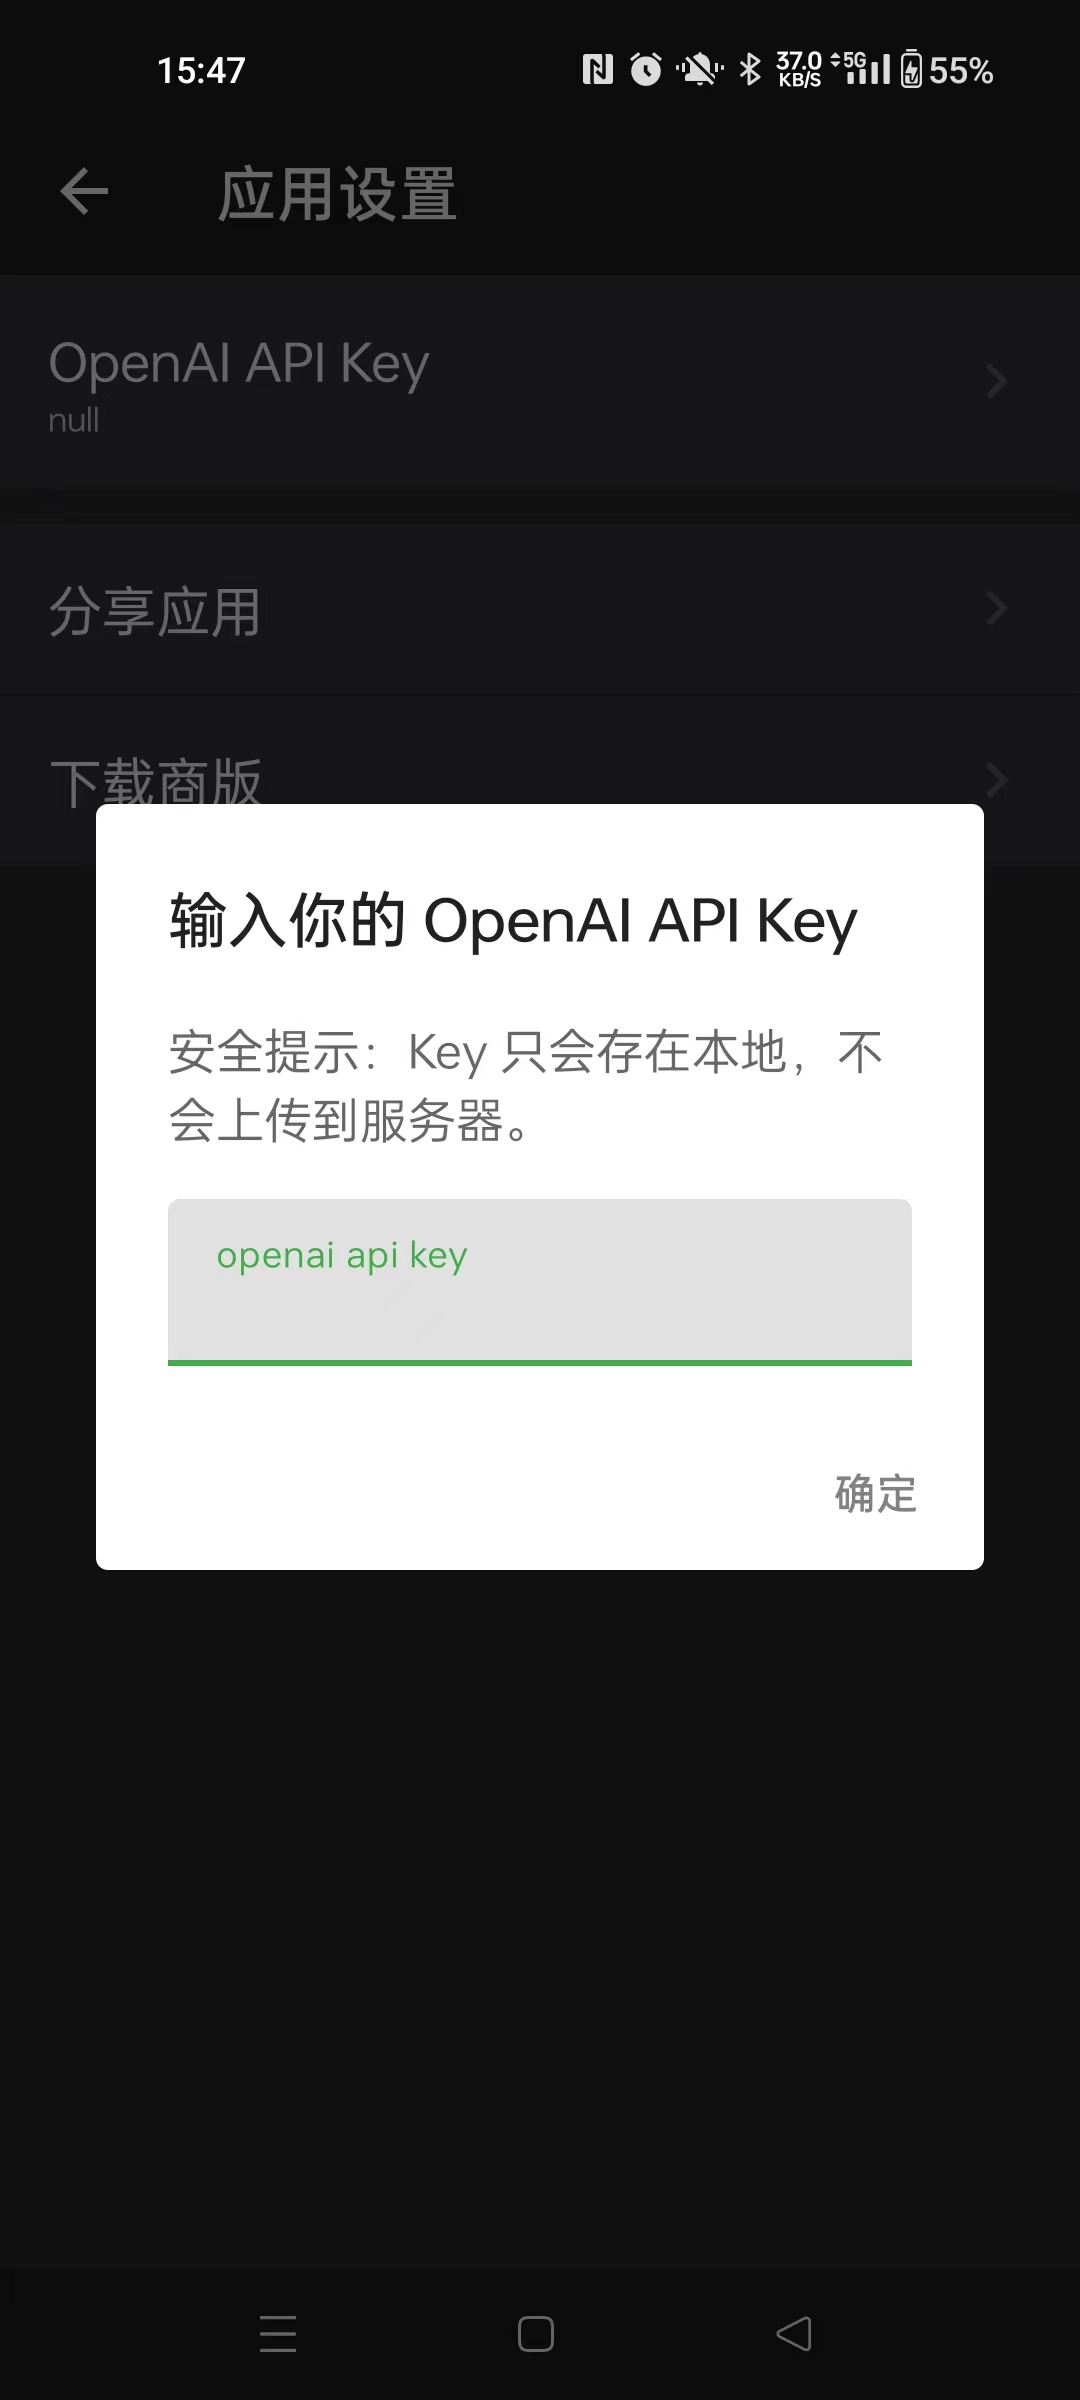 15:47
37.0
KB/S
5G
55%
应用设置
OpenAI API Key
null
分享应用
下载商版
输入你的 OpenAI API Key
安全提示：Key 只会存在本地，不
会上传到服务器。
openai api key
确定